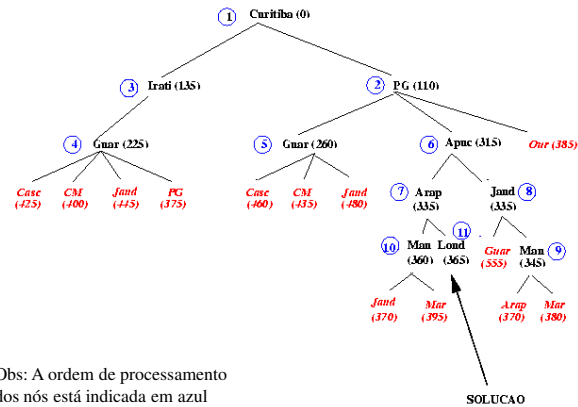 1 Curitiba (0)
3 Irati (135)
2 PG (110)
4 Guar (225)
5 Guar (260)
6 Apuc (315)
Our (385)
Casc (425)
CM (400)
Jand (445)
PG (375)
Casc (460)
CM (435)
Jand (480)
7 Arap (335)
Jand (335) 8
10 Man (360)
Lond (365) 11
Guar (555)
Man (345) 9
Jand (370)
Mar (395)
Arap (370)
Mar (380)
Obs: A ordem de processamento
dos nós está indicada em azul
SOLUCAO